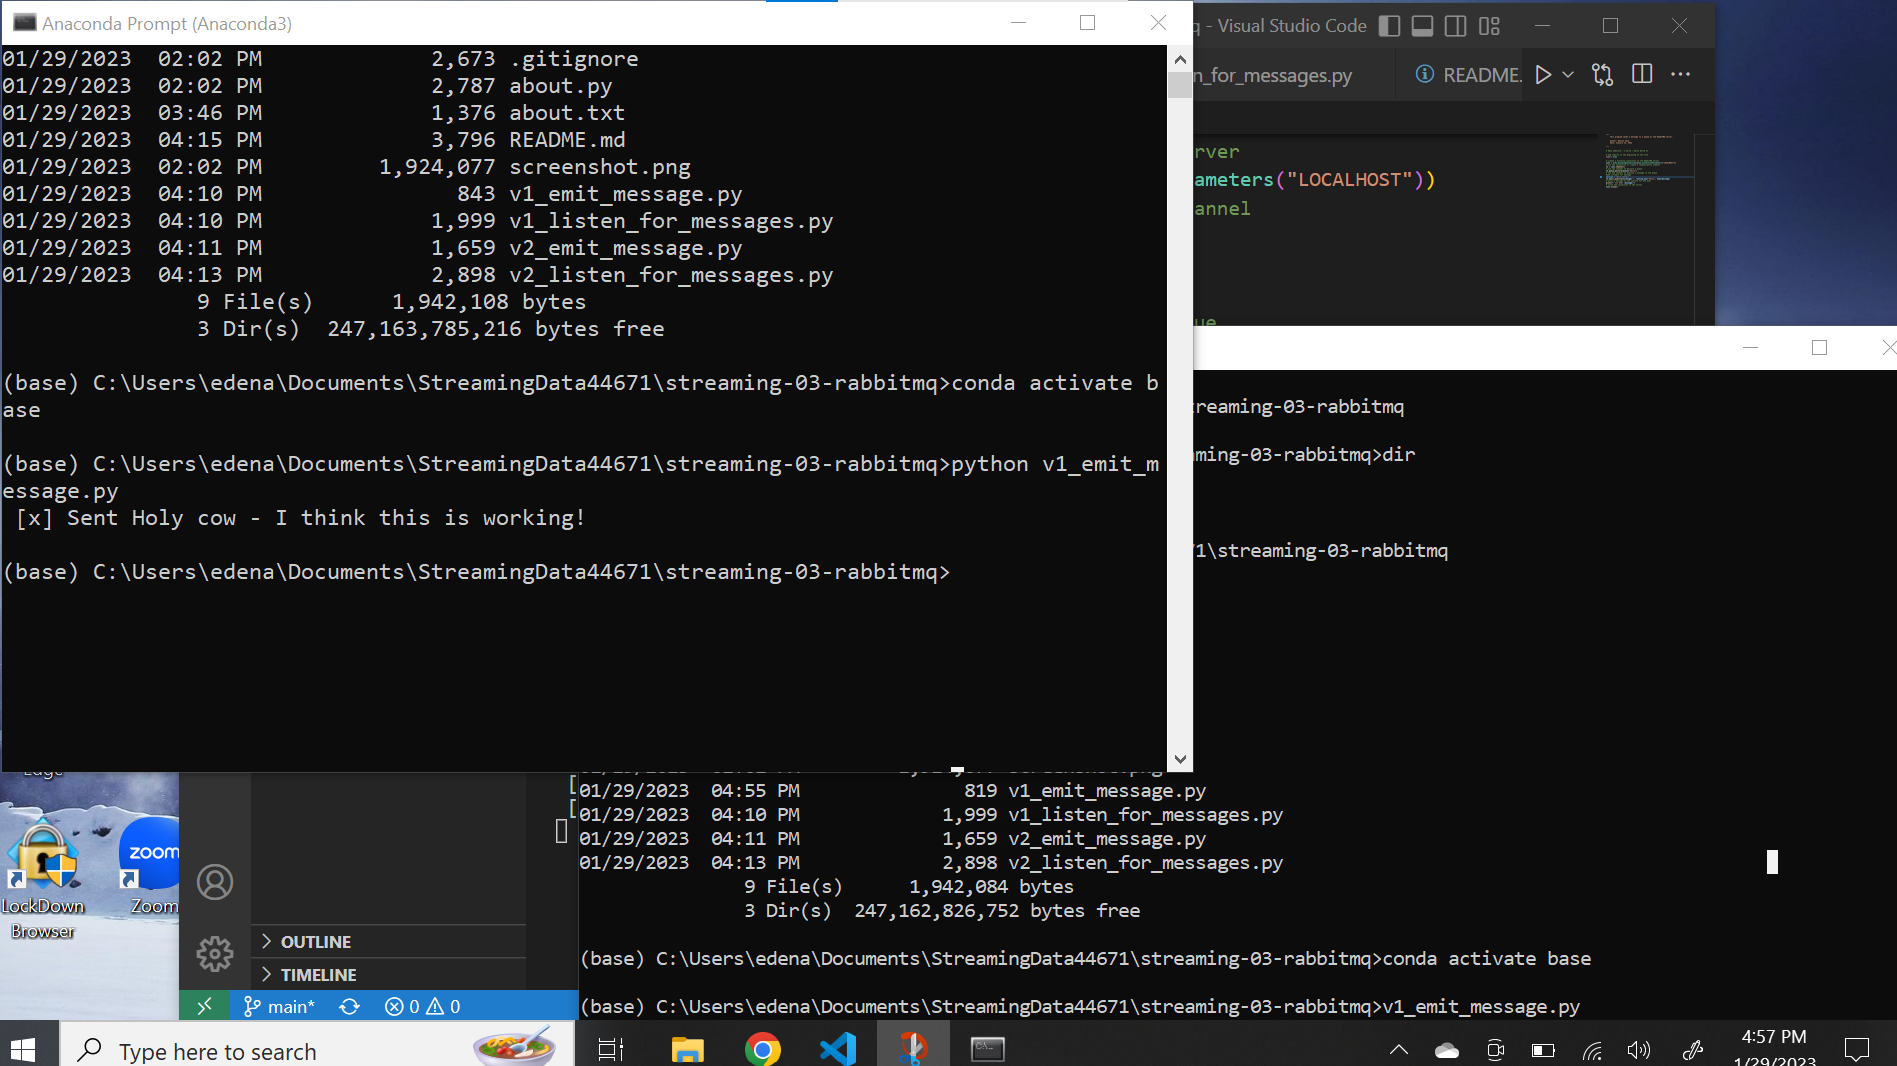 Anaconda Prompt (Anaconda3)
01/29/2023  02:02 PM             2,673 .gitignore
01/29/2023  02:02 PM             2,787 about.py
01/29/2023  03:46 PM             1,376 about.txt
01/29/2023  04:15 PM             3,796 README.md
01/29/2023  02:02 PM         1,924,077 screenshot.png
01/29/2023  04:10 PM               843 v1_emit_message.py
01/29/2023  04:10 PM             1,999 v1_listen_for_messages.py
01/29/2023  04:11 PM             1,659 v2_emit_message.py
01/29/2023  04:13 PM             2,898 v2_listen_for_messages.py
9 File(s)      1,942,108 bytes
3 Dir(s)  247,163,785,216 bytes free
(base) C:\Users\edena\Documents\StreamingData44671\streaming-03-rabbitmq>conda activate b
ase
(base) C:\Users\edena\Documents\StreamingData44671\streaming-03-rabbitmq>python v1_emit_m
essage.py
[x] Sent Holy cow - I think this is working!
(base) C:\Users\edena\Documents\StreamingData44671\streaming-03-rabbitmq>
q - Visual Studio Code
n_for_messages.py
README.
rver
ameters("LOCALHOST"))
annel
ue
treaming-03-rabbitmq
ming-03-rabbitmq>dir
71\streaming-03-rabbitmq
01/29/2023  04:55 PM               819 v1_emit_message.py
01/29/2023  04:10 PM             1,999 v1_listen_for_messages.py
01/29/2023  04:11 PM             1,659 v2_emit_message.py
01/29/2023  04:13 PM             2,898 v2_listen_for_messages.py
9 File(s)      1,942,084 bytes
3 Dir(s)  247,162,826,752 bytes free
(base) C:\Users\edena\Documents\StreamingData44671\streaming-03-rabbitmq>conda activate base
(base) C:\Users\edena\Documents\StreamingData44671\streaming-03-rabbitmq>v1_emit_message.py
Edge
zoom
LockDown
Browser
Zoom
OUTLINE
TIMELINE
main*
0
0
Type here to search
4:57 PM
1/29/2023